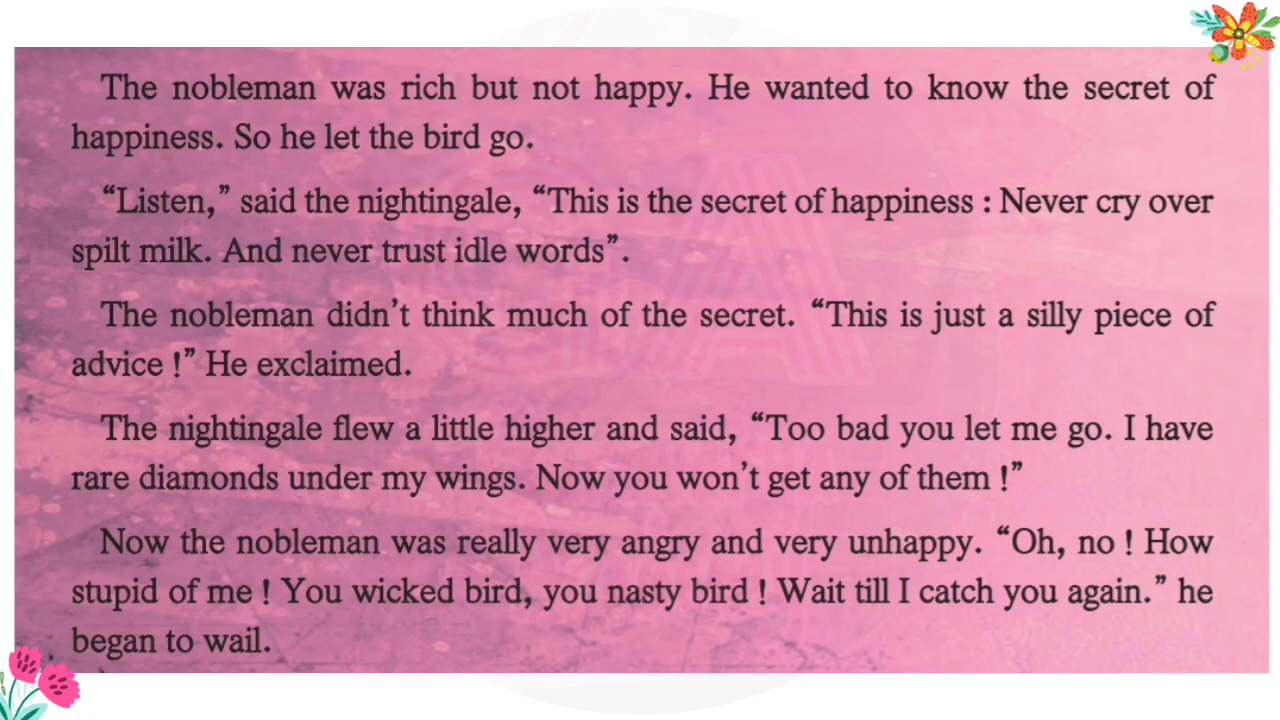 The nobleman was rich but not happy. He wanted to know the secret of
happiness. So he let the bird go.
“Listen,” said the nightingale, “This is the secret of happiness : Never cry over
spilt milk. And never trust idle words”.
The nobleman didn’t think much of the secret. “This is just a silly piece of
advice !” He exclaimed.
The nightingale flew a little higher and said, “Too bad you let me go. I have
rare diamonds under my wings. Now you won’t get any of them !”
Now the nobleman was really very angry and very unhappy. “Oh, no ! How
stupid of me ! You wicked bird, you nasty bird ! Wait till I catch you again.” he
began to wail.